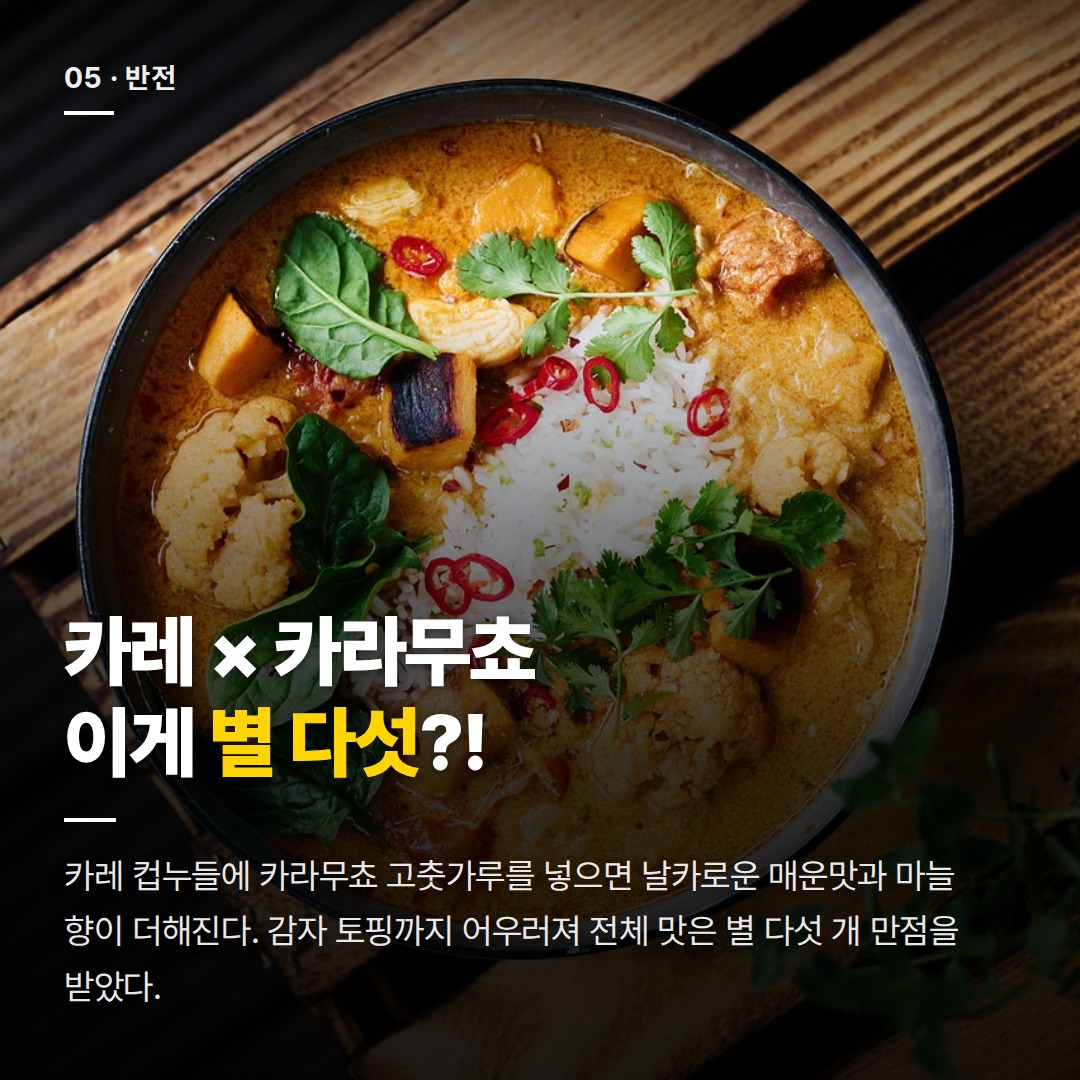 05 · 반전
카레 × 카라무쵸
이게 별 다섯?!
카레 컵누들에 카라무쵸 고춧가루를 넣으면 날카로운 매운맛과 마늘
향이 더해진다. 감자 토핑까지 어우러져 전체 맛은 별 다섯 개 만점을
받았다.